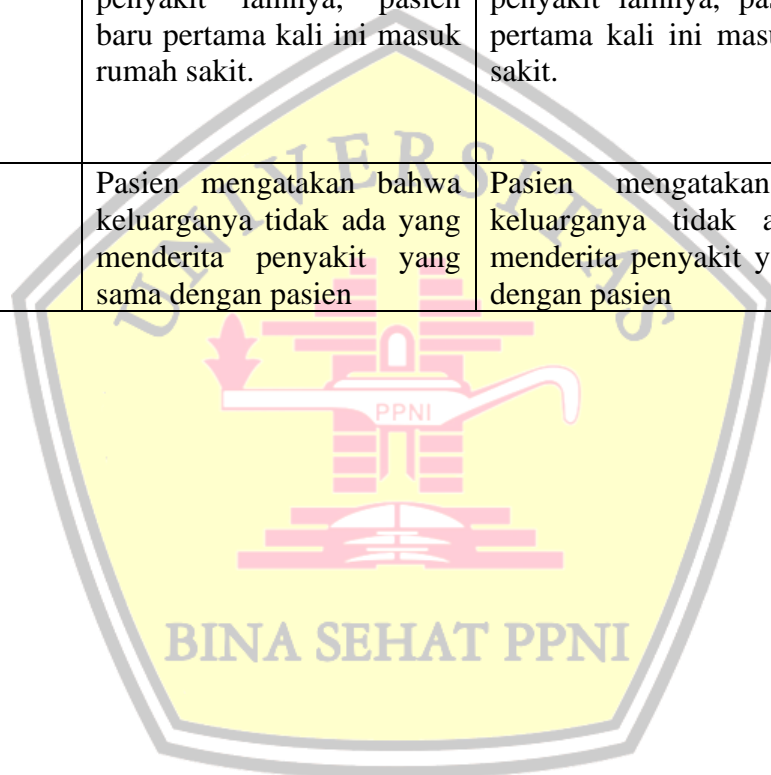 penyakit lainnya, pasien
baru pertama kali ini masuk
rumah sakit.
penyakit lainnya,
pertama kali ini
sakit.
Pasien mengatakan bahwa
keluarganya tidak ada yang
menderita penyakit yang
sama dengan pasien
Pasien mengatakan
keluarganya tidak
menderita penyakit
dengan pasien
UNIVERSITAS
PPNI
BINA SEHAT PPNI